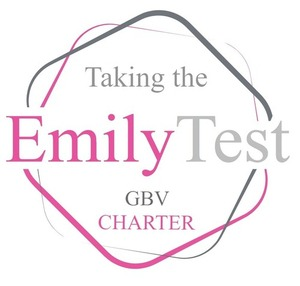 Taking the
EmilyTest
GBV
CHARTER